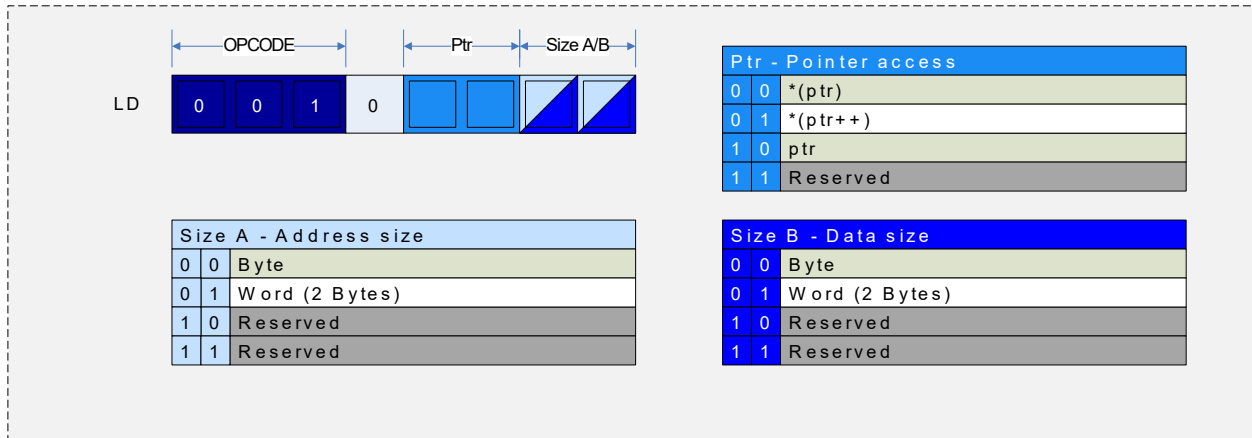 OPCODE Ptr Size A/B
LD 0 0 1 0
Ptr - Pointer access
0 0 *(ptr)
0 1 *(ptr++)
1 0 ptr
1 1 Reserved
Size A - Address size
0 0 Byte
0 1 Word (2 Bytes)
1 0 Reserved
1 1 Reserved
Size B - Data size
0 0 Byte
0 1 Word (2 Bytes)
1 0 Reserved
1 1 Reserved